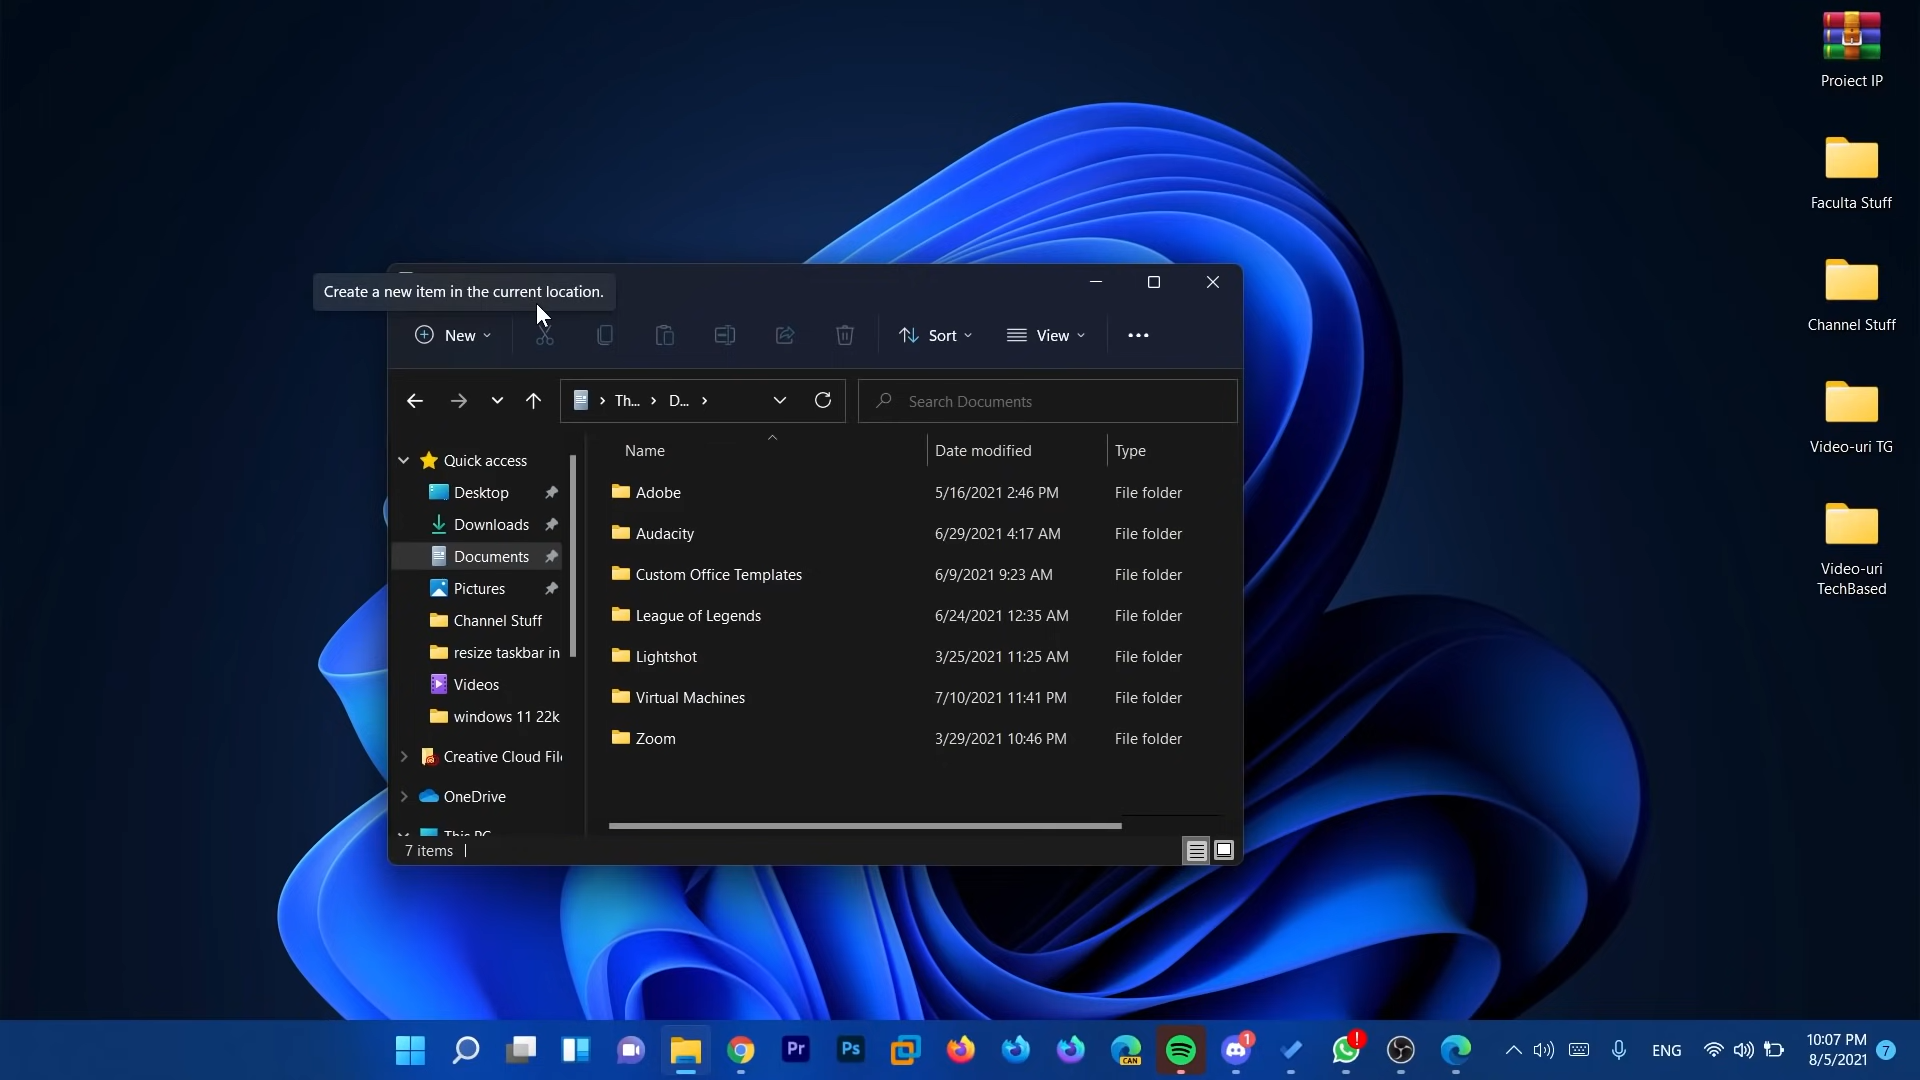 Proiect IP
Faculta Stuff
Channel Stuff
Video-uri TG
Video-uri
TechBased
Create a new item in the current location.
New
Sort
View
Th...
D...
Search Documents
Name
Date modified
Type
Quick access
Desktop
Downloads
Documents
Pictures
Channel Stuff
resize taskbar in
Videos
windows 11 22k
Creative Cloud File
OneDrive
This PC
Adobe 5/16/2021 2:46 PM File folder
Audacity 6/29/2021 4:17 AM File folder
Custom Office Templates 6/9/2021 9:23 AM File folder
League of Legends 6/24/2021 12:35 AM File folder
Lightshot 3/25/2021 11:25 AM File folder
Virtual Machines 7/10/2021 11:41 PM File folder
Zoom 3/29/2021 10:46 PM File folder
7 items
Pr
Ps
CAN
1
!
ENG
10:07 PM
8/5/2021
7